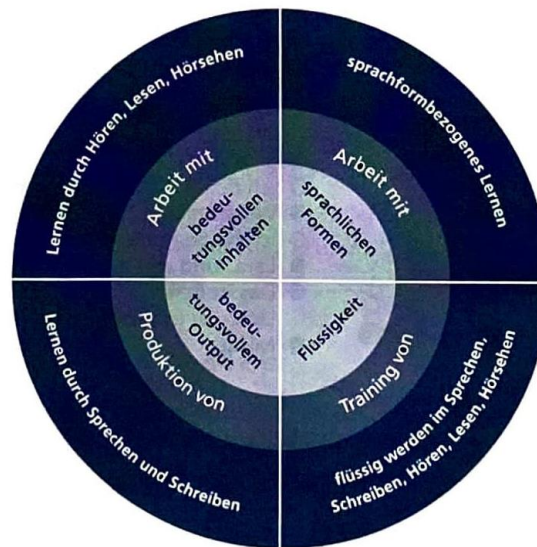 Lernen durch Hören, Lesen, Hörsehen
Arbeit mit
bedeu-
tungsvollen
Inhalten
sprachformbezogenes Lernen
Arbeit mit
sprachlichen
Formen
Lernen durch Sprechen und Schreiben
Produktion von
bedeu-
tungsvollem
Output
flüssig werden im Sprechen,
Schreiben, Hören, Lesen, Hörsehen
Training von
Flüssigkeit